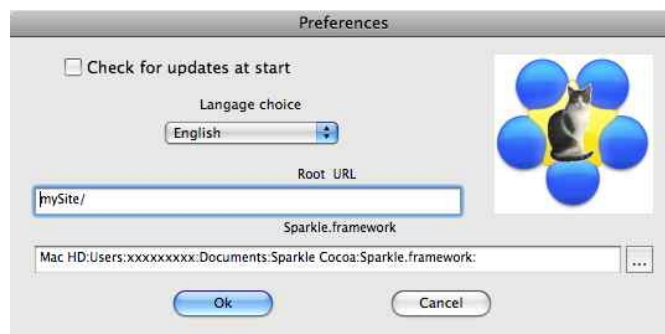 Preferences
Check for updates at start
Langage choice
English
Root URL
mySite/
Sparkle.framework
Mac HD:Users:xxxxxxxxx:Documents:Sparkle Cocoa:Sparkle.framework:
...
Ok
Cancel